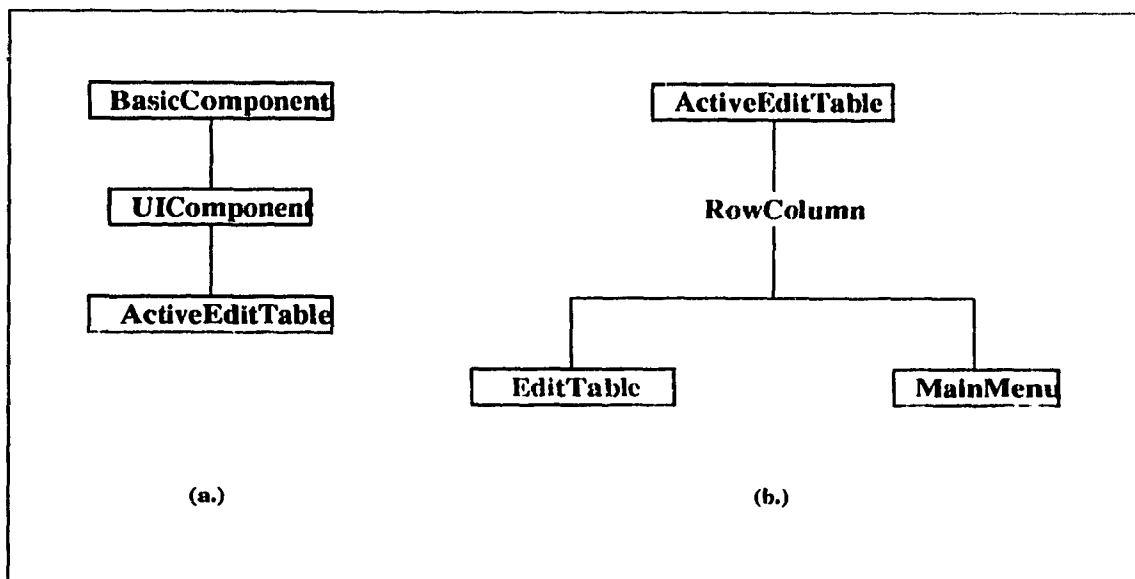 BasicComponent
UIComponent
ActiveEditTable
(a.)
ActiveEditTable
RowColumn
EditTable
MainMenu
(b.)